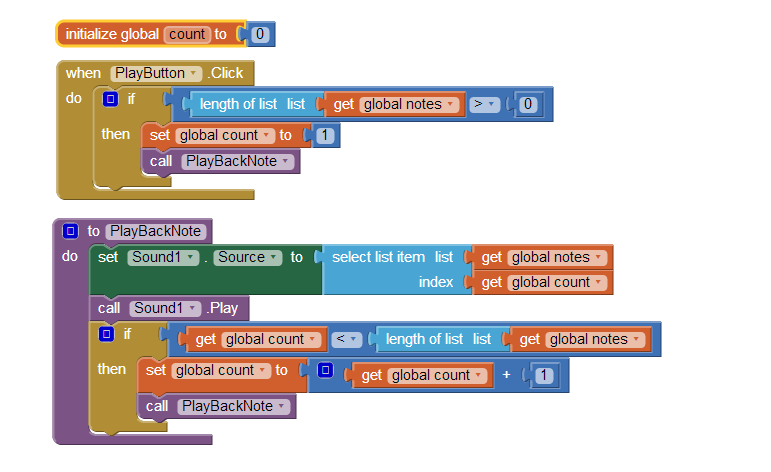 initialize global count to 0
when PlayButton .Click
do if length of list list get global notes > 0
then set global count to 1
call PlayBackNote
to PlayBackNote
do set Sound1 . Source to select list item list get global notes
index get global count
call Sound1 .Play
if get global count < length of list list get global notes
then set global count to get global count + 1
call PlayBackNote